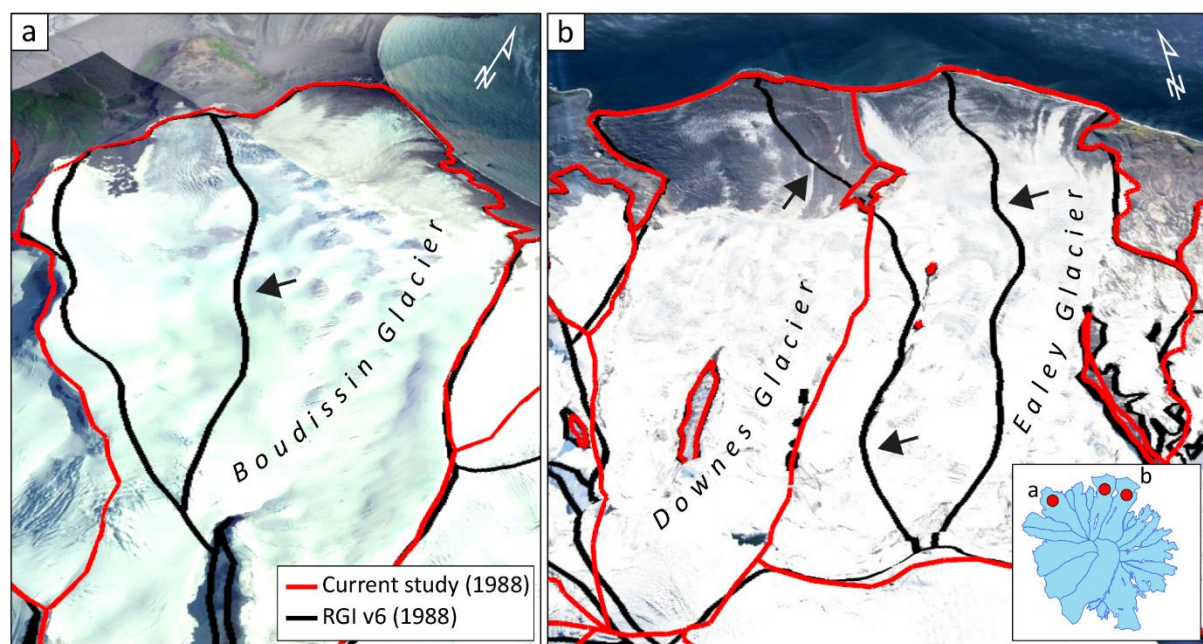 a
N
Boudissin Glacier
Current study (1988)
RGI v6 (1988)
b
N
Downes Glacier
Ealey Glacier
a
b